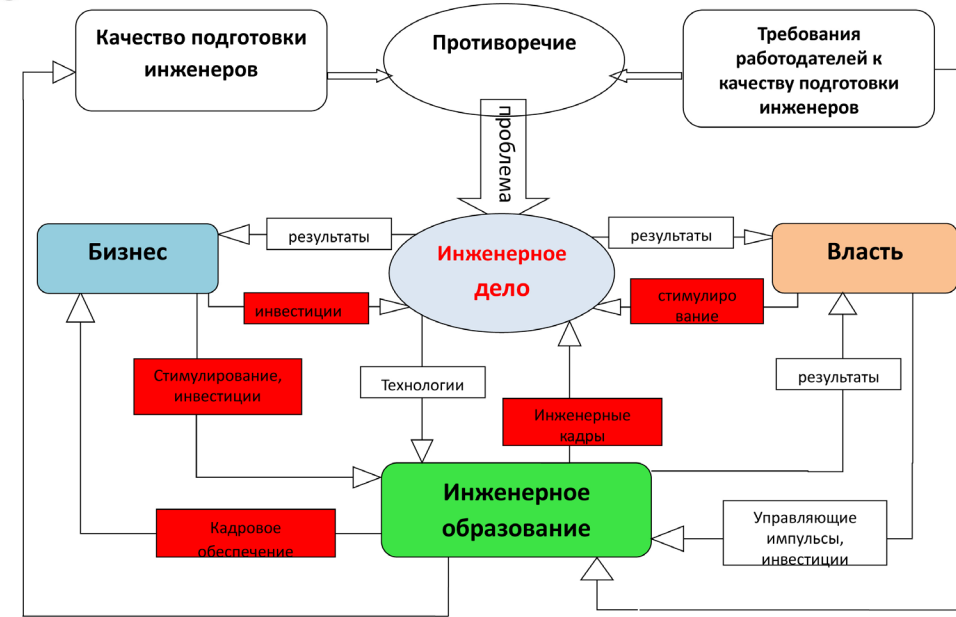 Качество подготовки
инженеров
Противоречие
Требования
работодателей к
качеству подготовки
инженеров
проблема
Бизнес
результаты
Инженерное
дело
результаты
Власть
инвестиции
стимулиро
вание
Стимулирование,
инвестиции
Технологии
результаты
Инженерные
кадры
Инженерное
образование
Кадровое
обеспечение
Управляющие
импульсы,
инвестиции